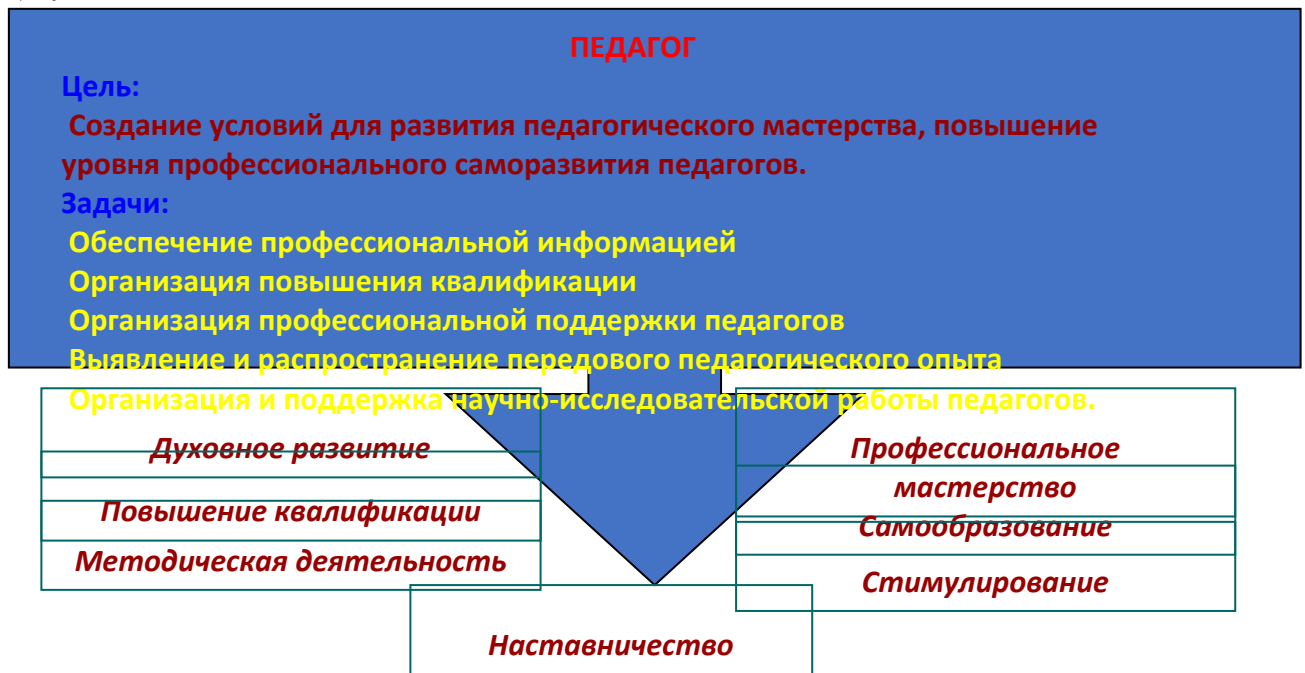 ПЕДАГОГ
Цель:
Создание условий для развития педагогического мастерства, повышение
уровня профессионального саморазвития педагогов.
Задачи:
Обеспечение профессиональной информацией
Организация повышения квалификации
Организация профессиональной поддержки педагогов
Выявление и распространение передового педагогического опыта
Организация и поддержка научно-исследовательской работы педагогов.
Духовное развитие
Повышение квалификации
Методическая деятельность
Профессиональное
мастерство
Самообразование
Стимулирование
Наставничество